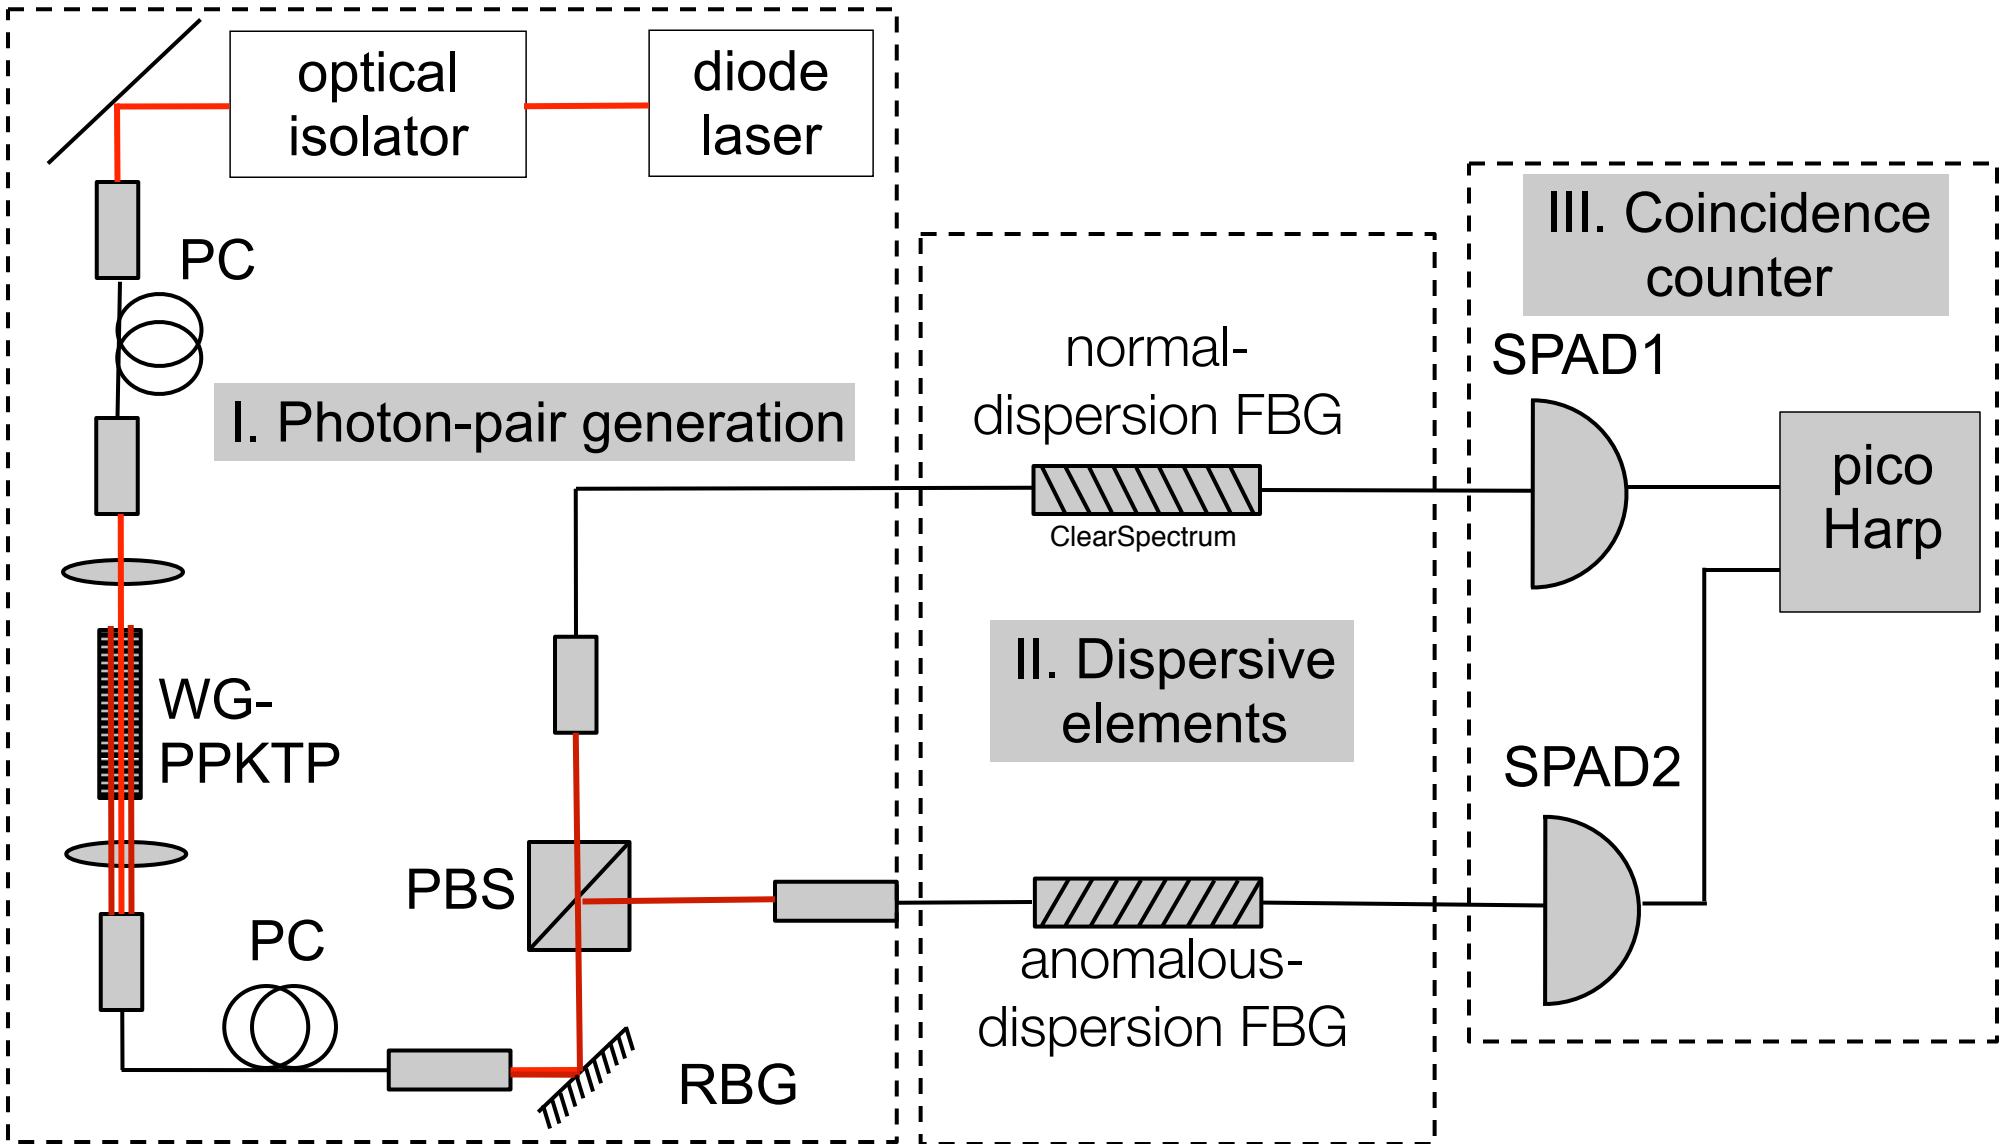 optical
isolator
diode
laser
PC
I. Photon-pair generation
WG-
PPKTP
PBS
PC
RBG
normal-
dispersion FBG
ClearSpectrum
II. Dispersive
elements
anomalous-
dispersion FBG
III. Coincidence
counter
SPAD1
pico
Harp
SPAD2